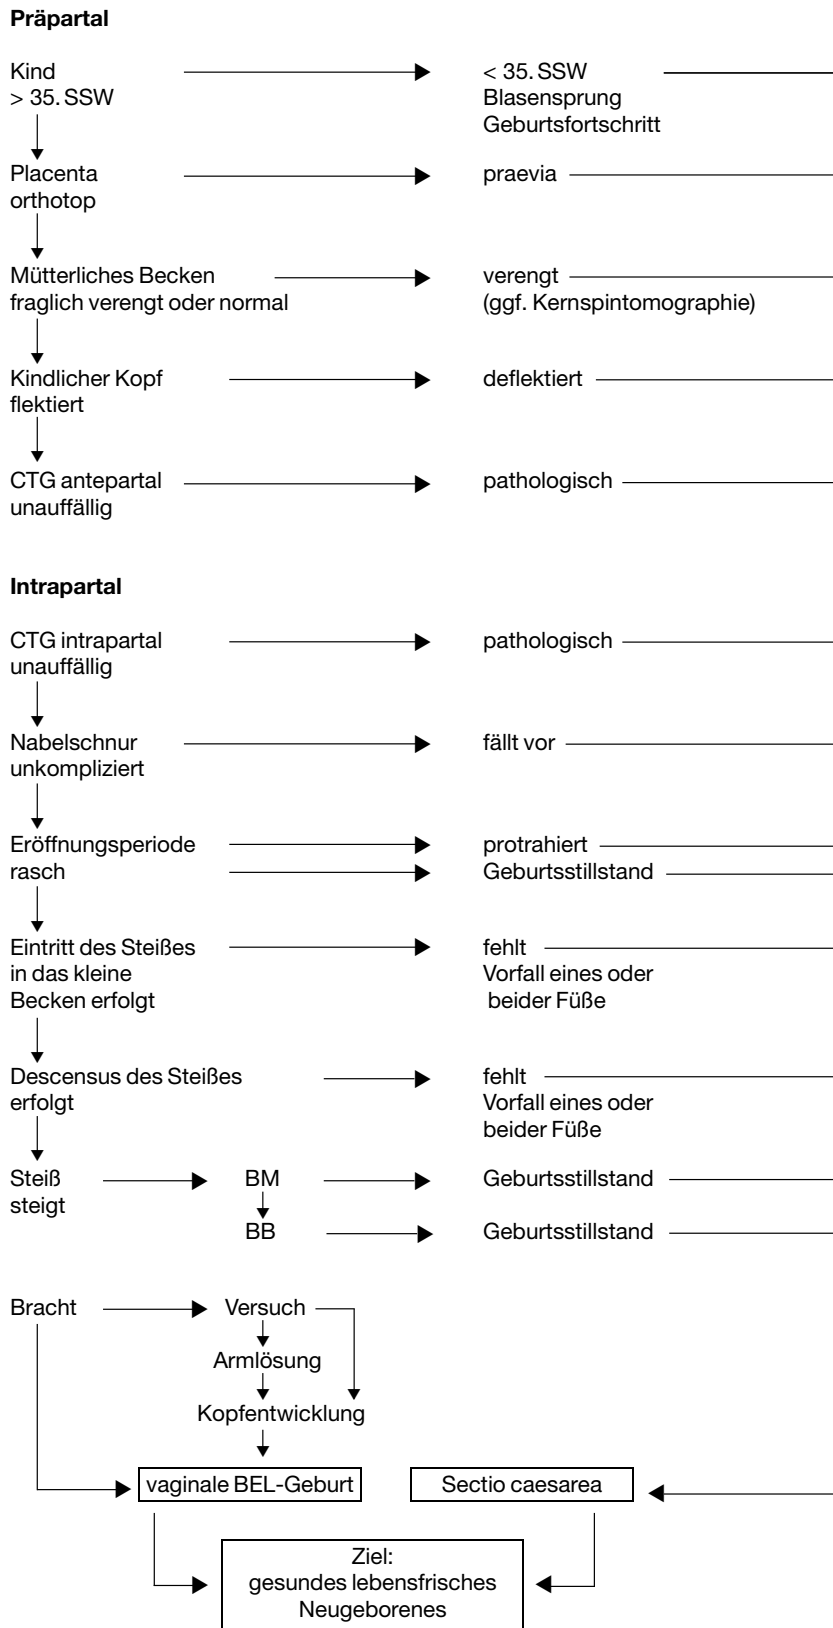 Präpartal
Kind
> 35. SSW
< 35. SSW
Blasensprung
Geburtsfortschritt
Placenta
orthotop
praevia
Mütterliches Becken
fraglich verengt oder normal
verengt
(ggf. Kernspintomographie)
Kindlicher Kopf
flektiert
deflektiert
CTG antepartal
unauffällig
pathologisch
Intrapartal
CTG intrapartal
unauffällig
pathologisch
Nabelschnur
unkompliziert
fällt vor
Eröffnungsperiode
rasch
protrahiert
Geburtsstillstand
Eintritt des Steißes
in das kleine
Becken erfolgt
fehlt
Vorfall eines oder
beider Füße
Descensus des Steißes
erfolgt
fehlt
Vorfall eines oder
beider Füße
Steiß
steigt
BM
Geburtsstillstand
BB
Geburtsstillstand
Bracht
Versuch
Armlösung
Kopfentwicklung
vaginale BEL-Geburt
Sectio caesarea
Ziel:
gesundes lebensfrisches
Neugeborenes